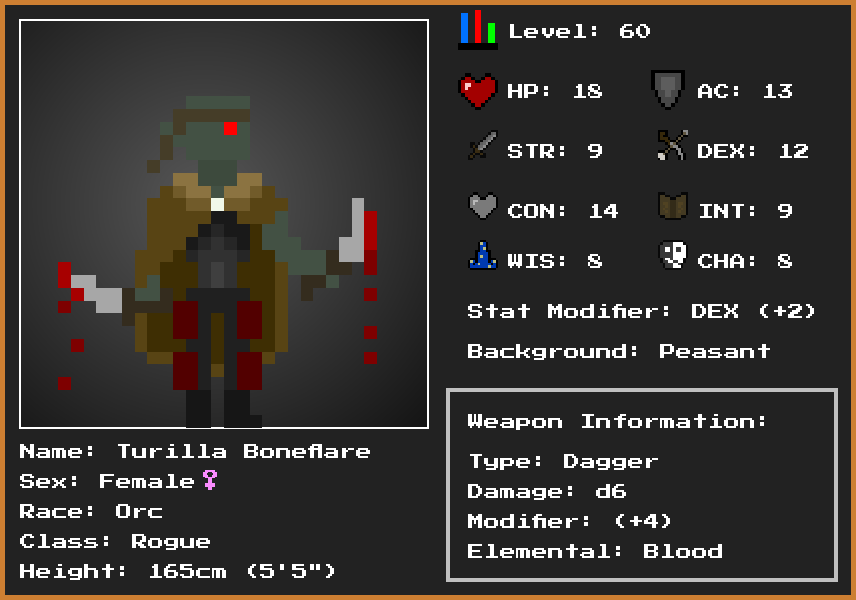 Level: 60
HP: 18 AC: 13
STR: 9 DEX: 12
CON: 14 INT: 9
WIS: 8 CHA: 8
Stat Modifier: DEX (+2)
Background: Peasant
Weapon Information:
Type: Dagger
Damage: d6
Modifier: (+4)
Elemental: Blood
Name: Turilla Boneflare
Sex: Female♀
Race: Orc
Class: Rogue
Height: 165cm (5'5")